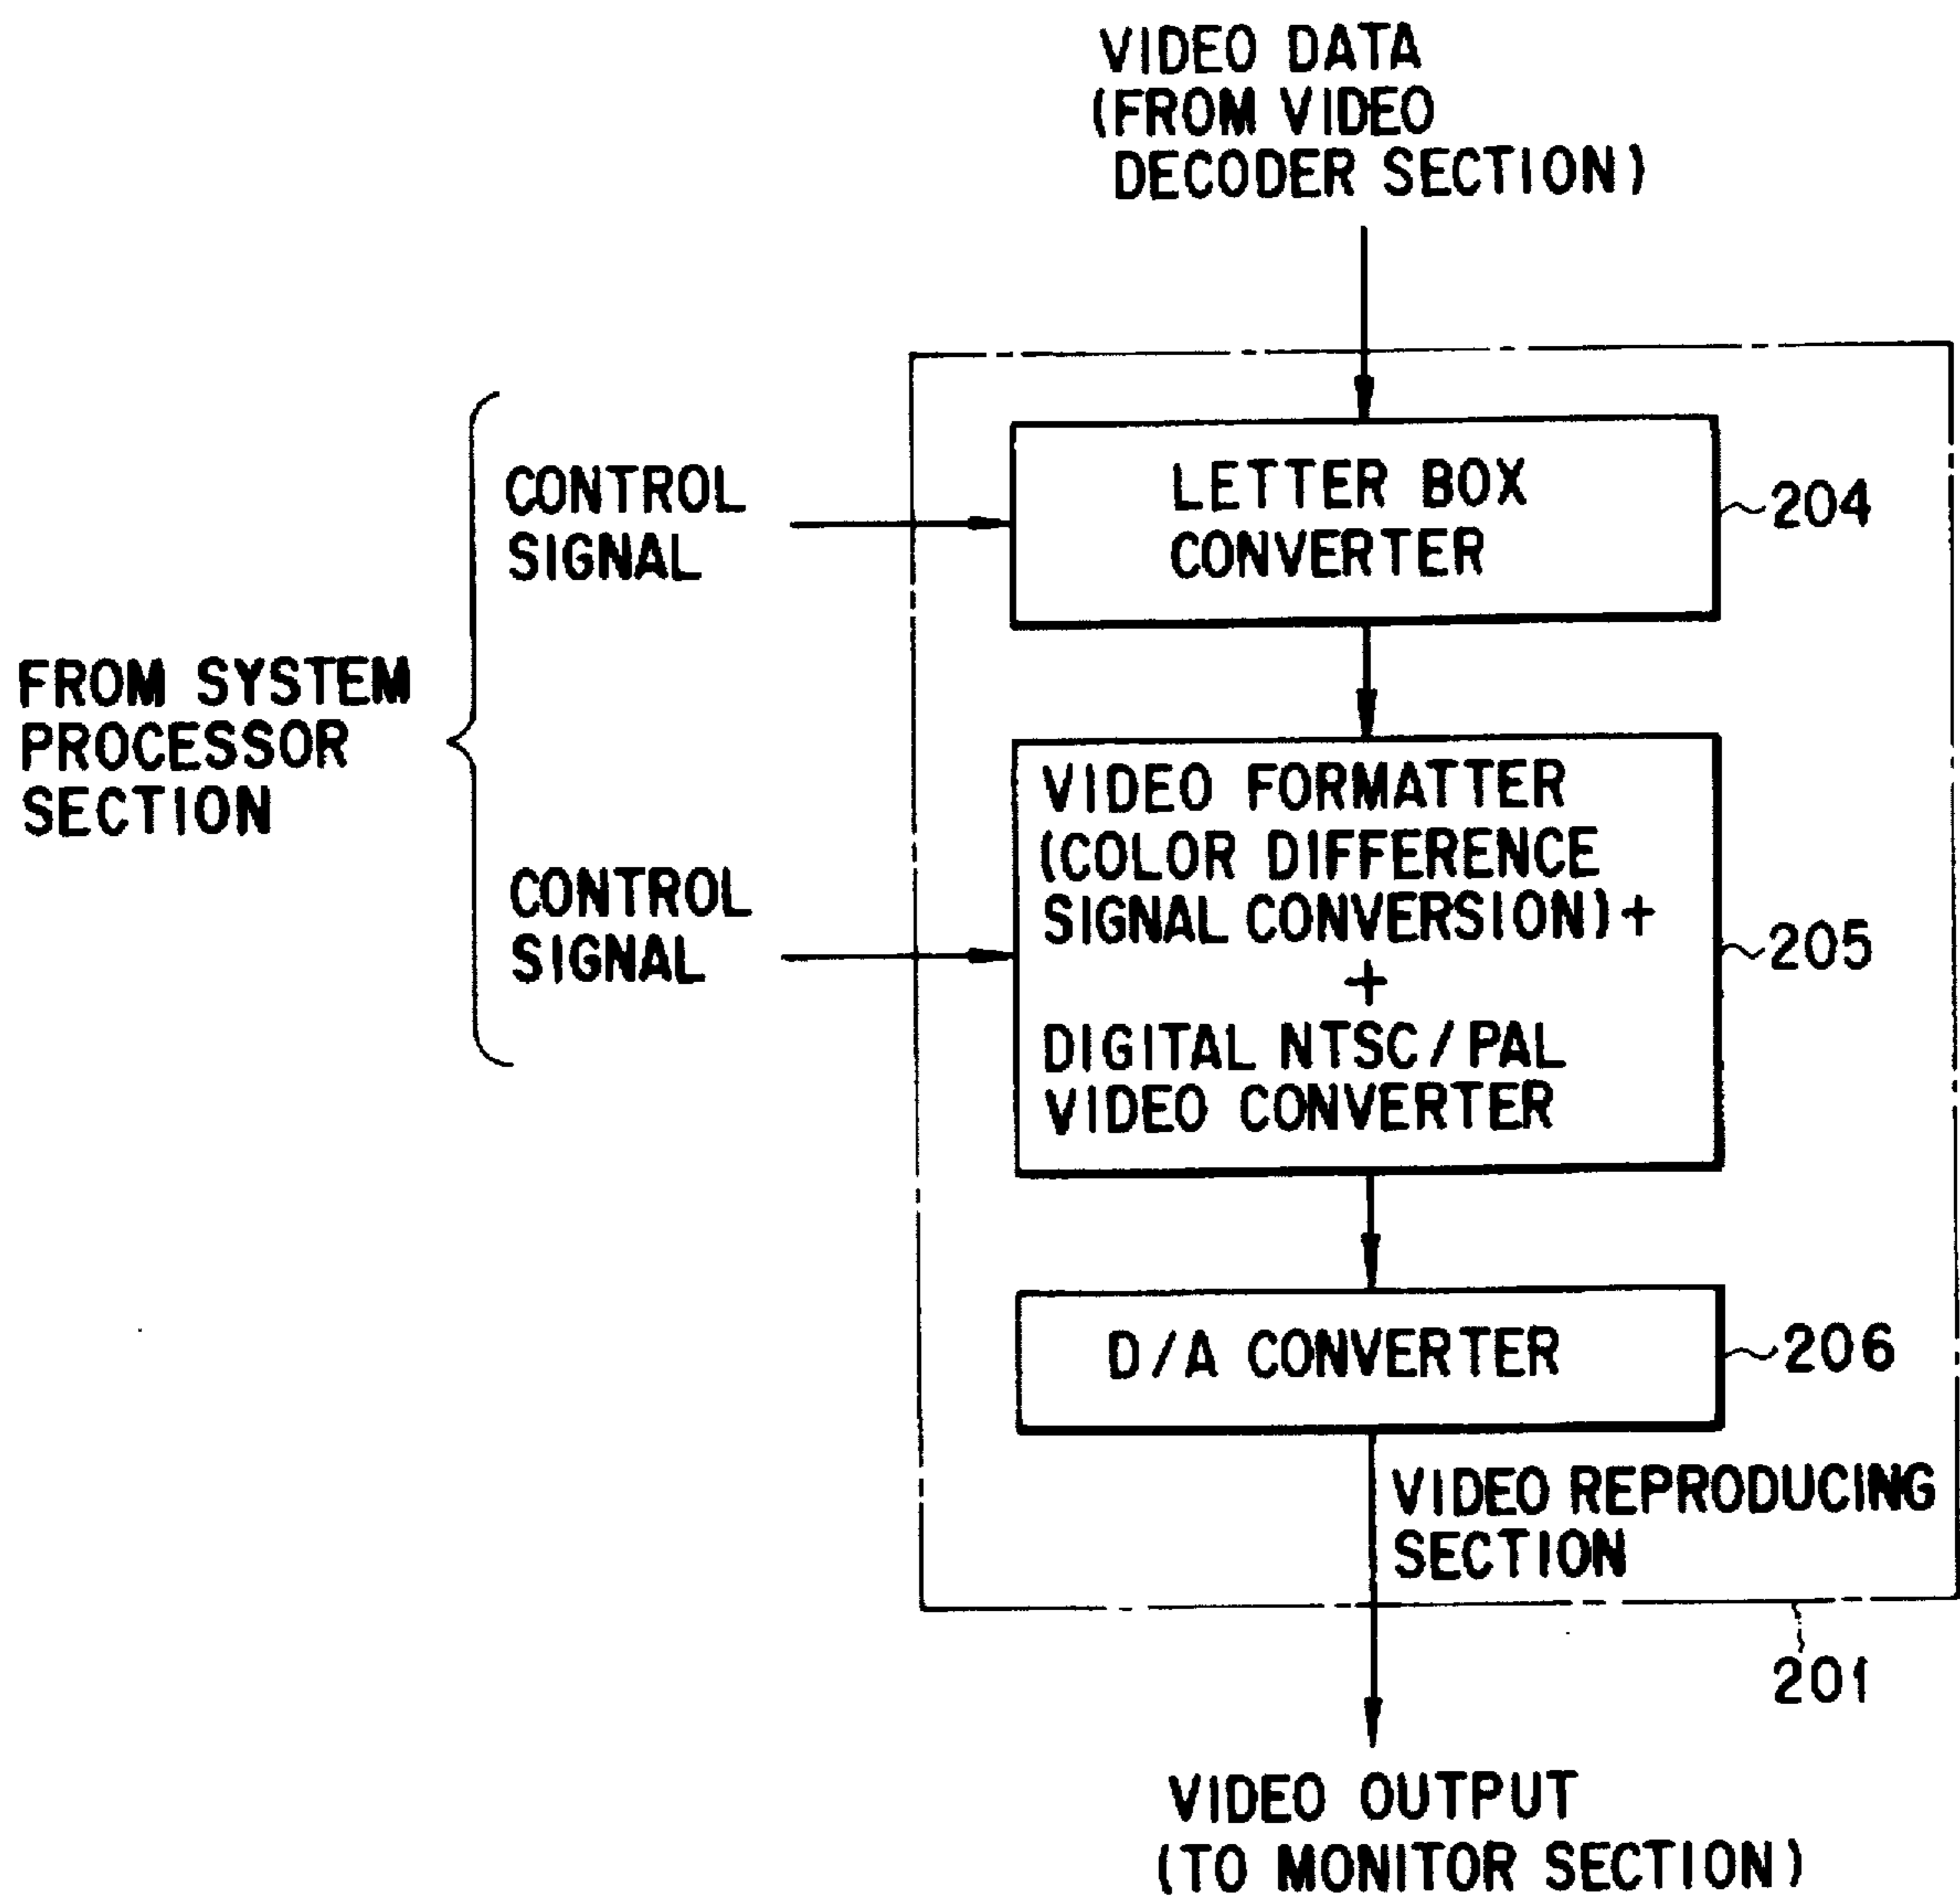 VIDEO DATA
(FROM VIDEO
DECODER SECTION)
CONTROL
SIGNAL
LETTER BOX
CONVERTER
204
FROM SYSTEM
PROCESSOR
SECTION
CONTROL
SIGNAL
VIDEO FORMATTER
(COLOR DIFFERENCE
SIGNAL CONVERSION)+
+
DIGITAL NTSC/PAL
VIDEO CONVERTER
205
D/A CONVERTER
206
VIDEO REPRODUCING
SECTION
201
VIDEO OUTPUT
(TO MONITOR SECTION)